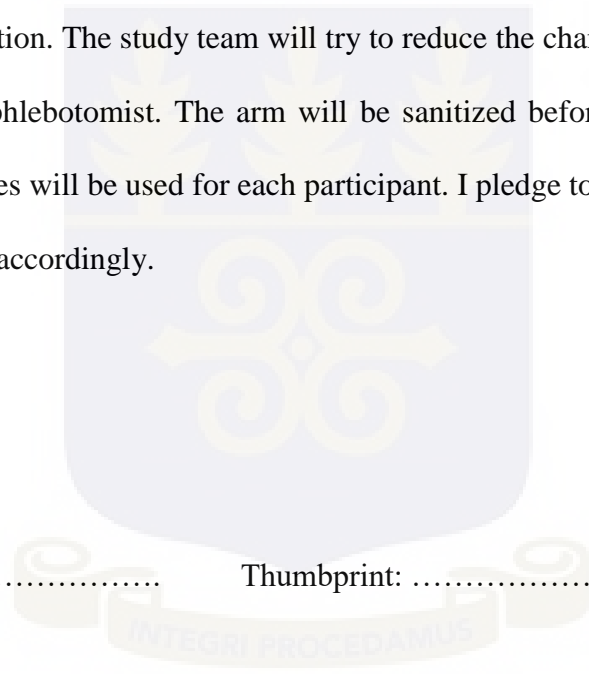 tion. The study team will try to reduce the cha
phlebotomist. The arm will be sanitized befor
es will be used for each participant. I pledge to
accordingly.
…………….. Thumbprint: ………………
INTEGRI PROCEDAMUS